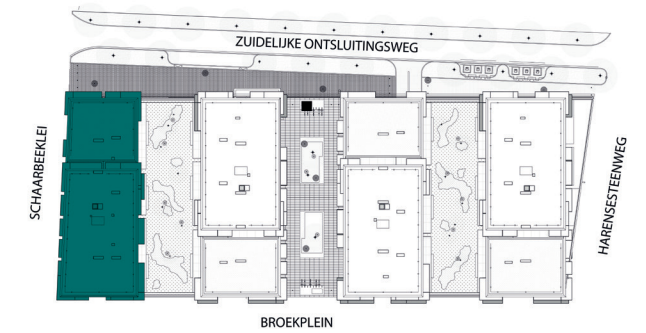 ZUIDELIJKE ONTSLUITINGSWEG
SCHAARBEEKLEI
HARENSESTEENWEG
BROEKPLEIN